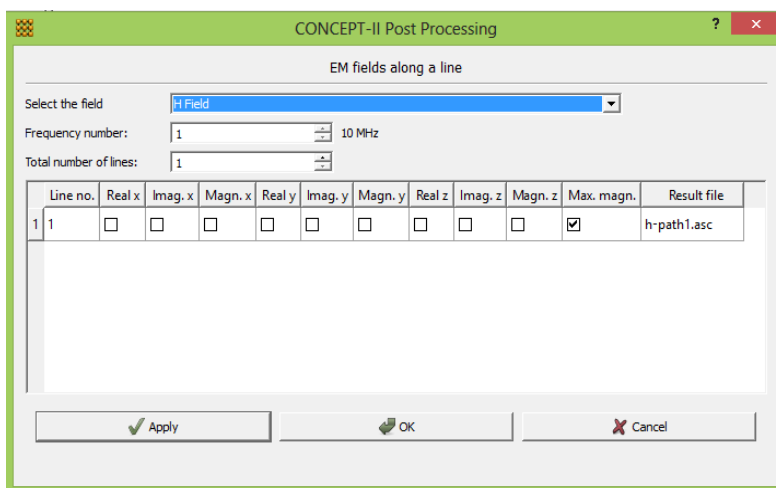 CONCEPT-II Post Processing ? ×
EM fields along a line
Select the field H Field
Frequency number: 1 10 MHz
Total number of lines: 1
Line no. Real x Imag. x Magn. x Real y Imag. y Magn. y Real z Imag. z Magn. z Max. magn. Result file
1 1 h-path1.asc
Apply OK Cancel